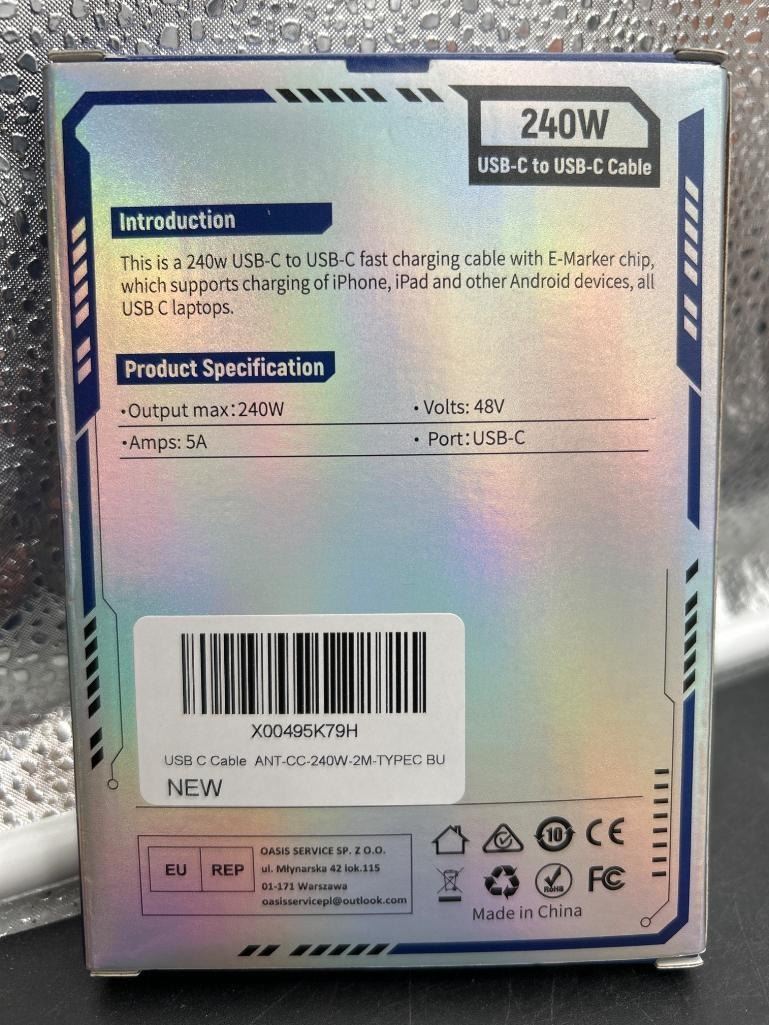 240W
USB-C to USB-C Cable
Introduction
This is a 240w USB-C to USB-C fast charging cable with E-Marker chip,
which supports charging of iPhone, iPad and other Android devices, all
USB C laptops.
Product Specification
•Output max:240W
• Volts: 48V
•Amps: 5A
• Port:USB-C
X00495K79H
USB C Cable ANT-CC-240W-2M-TYPEC BU
NEW
EU REP
OASIS SERVICE SP. Z O.O.
ul. Młynarska 42 lok.115
01-171 Warszawa
oasisservicepl@outlook.com
10
CE
RoHS
FC
Made in China